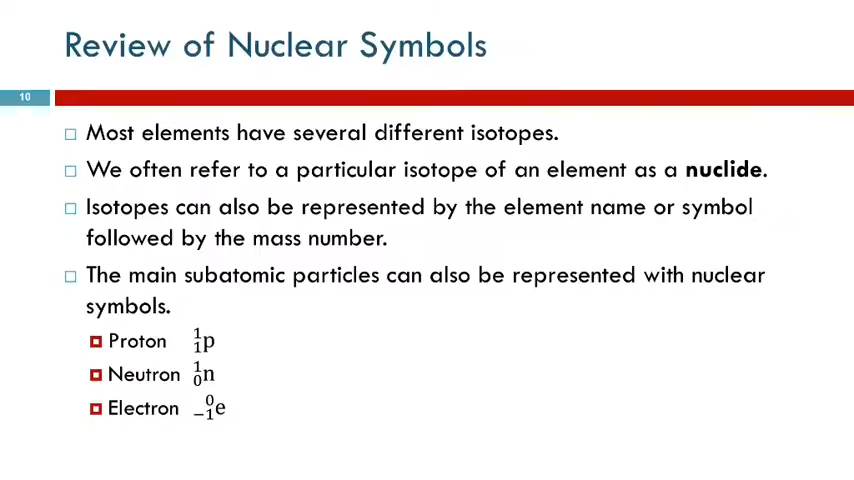 Review of Nuclear Symbols
10
Most elements have several different isotopes.
We often refer to a particular isotope of an element as a nuclide.
Isotopes can also be represented by the element name or symbol
followed by the mass number.
The main subatomic particles can also be represented with nuclear
symbols.
Proton ¹₁p
Neutron ¹₀n
Electron ⁰₋₁e